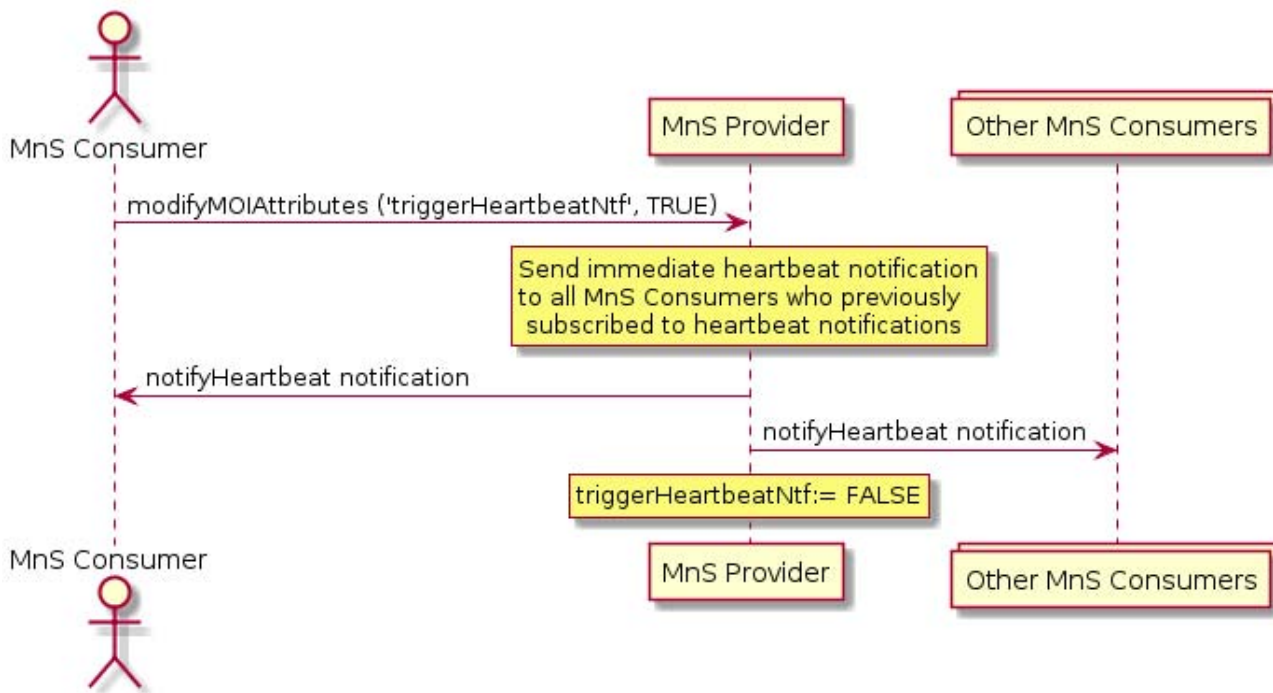 MnS Consumer
MnS Provider
Other MnS Consumers
modifyMOIAttributes ('triggerHeartbeatNtf', TRUE)
Send immediate heartbeat notification
to all MnS Consumers who previously
subscribed to heartbeat notifications
notifyHeartbeat notification
notifyHeartbeat notification
triggerHeartbeatNtf:= FALSE
MnS Consumer
MnS Provider
Other MnS Consumers